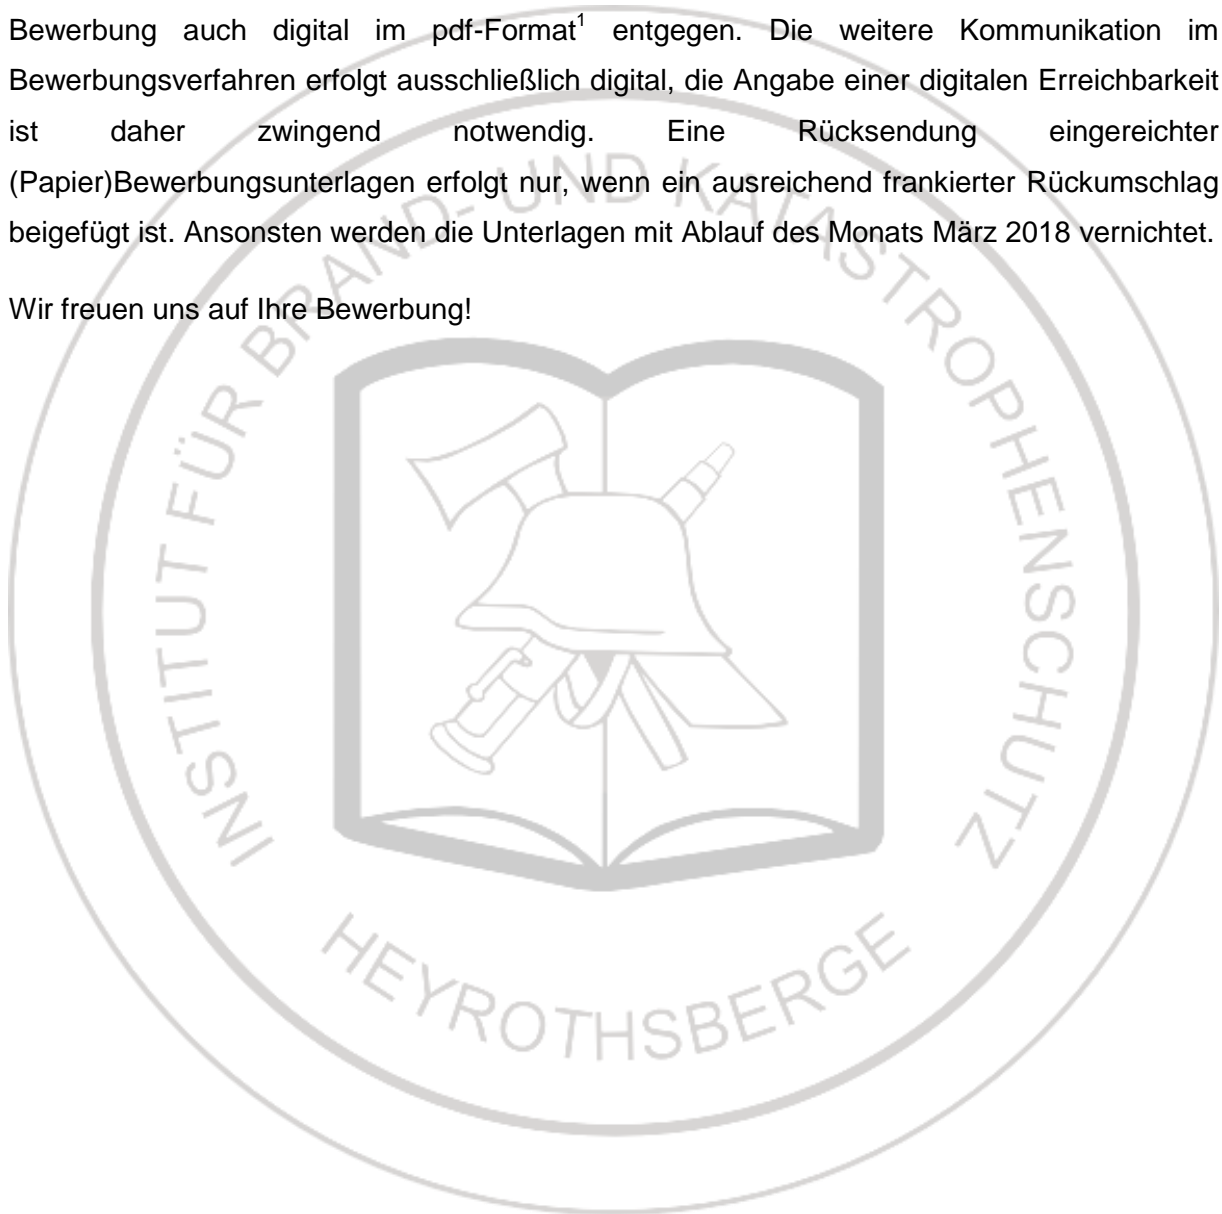 Bewerbung auch digital im pdf-Format¹ entgegen. Die weitere Kommunikation im
Bewerbungsverfahren erfolgt ausschließlich digital, die Angabe einer digitalen Erreichbarkeit
ist daher zwingend notwendig. Eine Rücksendung eingereichter
(Papier)Bewerbungsunterlagen erfolgt nur, wenn ein ausreichend frankierter Rückumschlag
beigefügt ist. Ansonsten werden die Unterlagen mit Ablauf des Monats März 2018 vernichtet.
Wir freuen uns auf Ihre Bewerbung!
INSTITUT FÜR BRAND- UND KATASTROPHENSCHUTZ
HEYROTHSBERGE